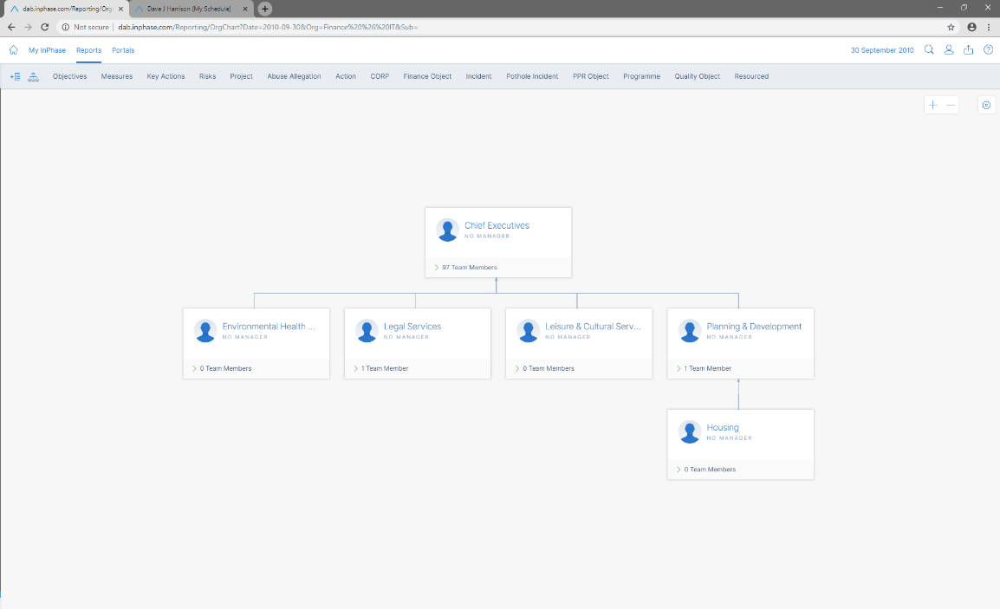 dab.inphase.com/Reporting/Org
Dave J Harrison (My Schedule)
Not secure | dab.inphase.com/Reporting/OrgChart?Date=2010-09-30&Org=Finance%20%26%20IT&Sub=
My InPhase Reports Portals 30 September 2010
Objectives Measures Key Actions Risks Project Abuse Allegation Action CORP Finance Object Incident Pothole Incident PPR Object Programme Quality Object Resourced
Chief Executives
NO MANAGER
97 Team Members
Environmental Health ...
NO MANAGER
0 Team Members
Legal Services
NO MANAGER
1 Team Member
Leisure & Cultural Serv...
NO MANAGER
0 Team Members
Planning & Development
NO MANAGER
1 Team Member
Housing
NO MANAGER
0 Team Members